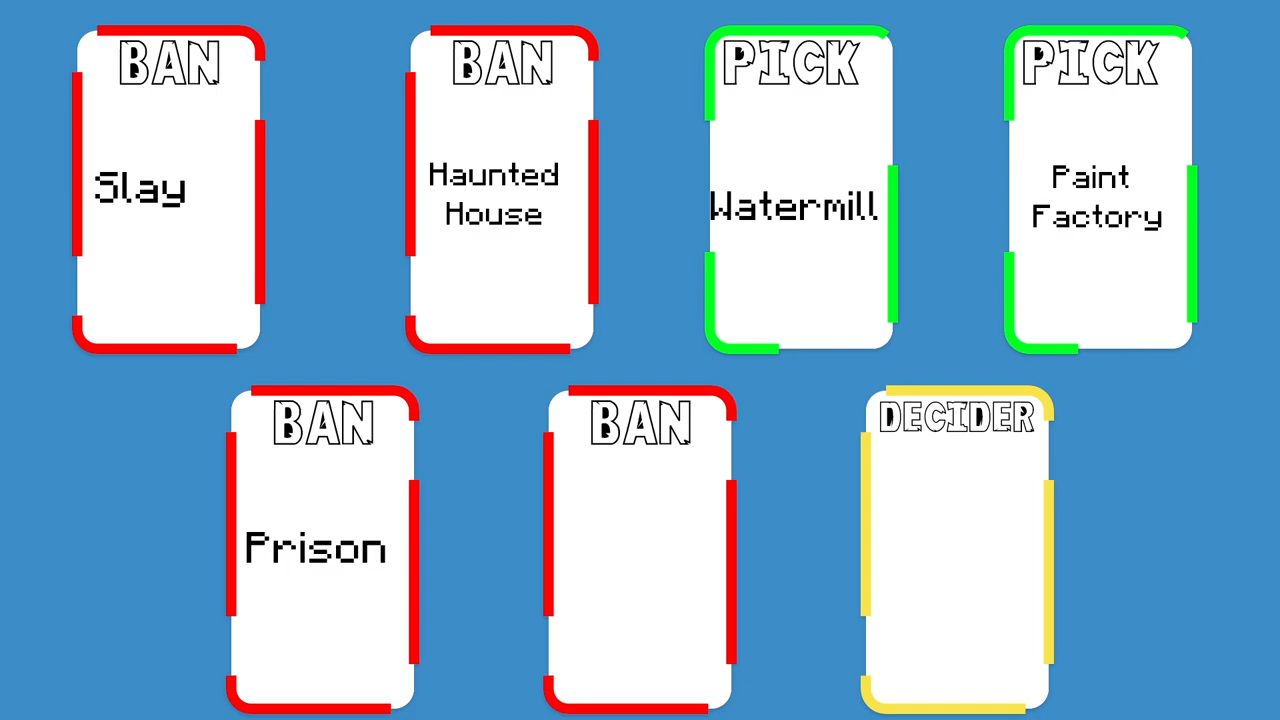 BAN
Slay
BAN
Haunted
House
PICK
Watermill
PICK
Paint
Factory
BAN
Prison
BAN
DECIDER